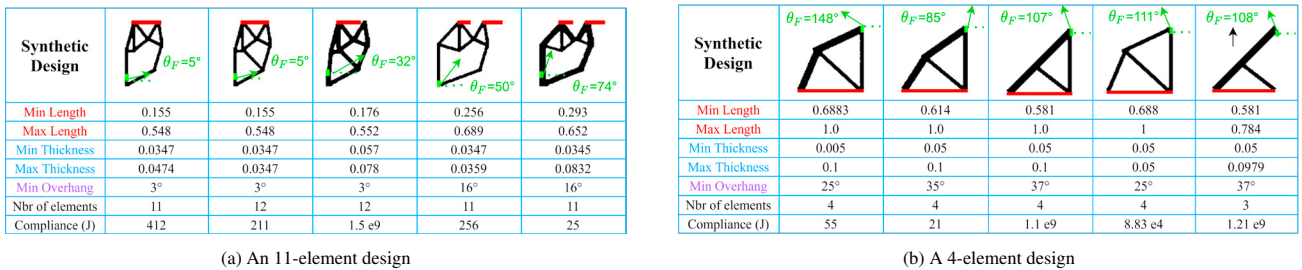 Synthetic Design θF=5° θF=5° θF=32° θF=50° θF=74°
Min Length 0.155 0.155 0.176 0.256 0.293
Max Length 0.548 0.548 0.552 0.689 0.652
Min Thickness 0.0347 0.0347 0.057 0.0347 0.0345
Max Thickness 0.0474 0.0347 0.078 0.0359 0.0832
Min Overhang 3° 3° 3° 16° 16°
Nbr of elements 11 12 12 11 11
Compliance (J) 412 211 1.5 e9 256 25
(a) An 11-element design
Synthetic Design θF=148° θF=85° θF=107° θF=111° θF=108°
Min Length 0.6883 0.614 0.581 0.688 0.581
Max Length 1.0 1.0 1.0 1 0.784
Min Thickness 0.005 0.05 0.05 0.05 0.05
Max Thickness 0.1 0.1 0.1 0.05 0.0979
Min Overhang 25° 35° 37° 25° 37°
Nbr of elements 4 4 4 4 3
Compliance (J) 55 21 1.1 e9 8.83 e4 1.21 e9
(b) A 4-element design